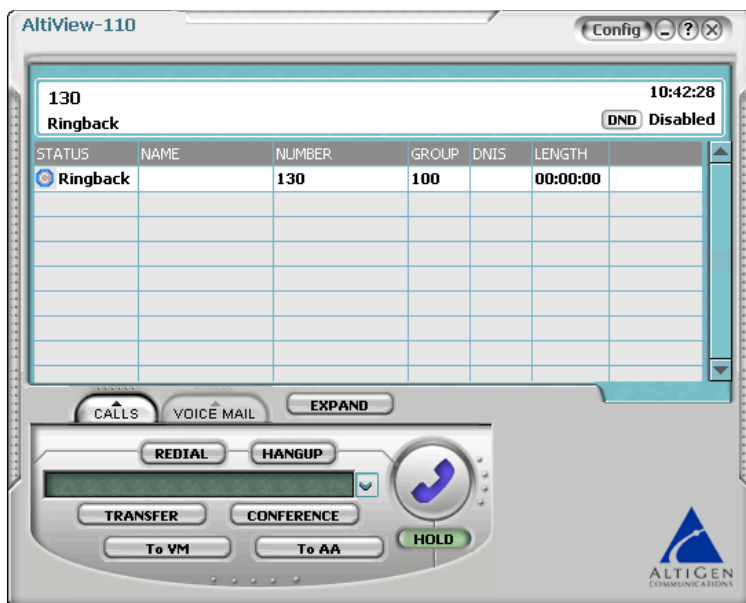 AltiView-110
Config - ? X
130
10:42:28
Ringback
DND Disabled
STATUS NAME NUMBER GROUP DNIS LENGTH
C Ringback 130 100 00:00:00
CALLS VOICE MAIL EXPAND
REDIAL HANGUP
TRANSFER CONFERENCE
HOLD
To VM To AA
ALTIGEN
COMMUNICATIONS